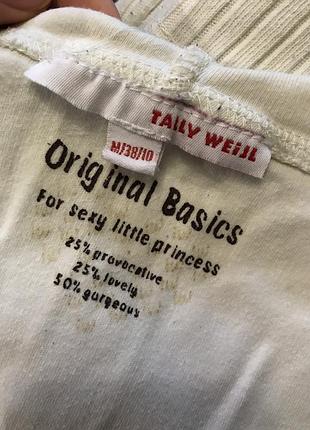 TALLY WEiJL
M/38/10
Original Basics
For sexy little princess
25% provocative
25% lovely
50% gorgeous